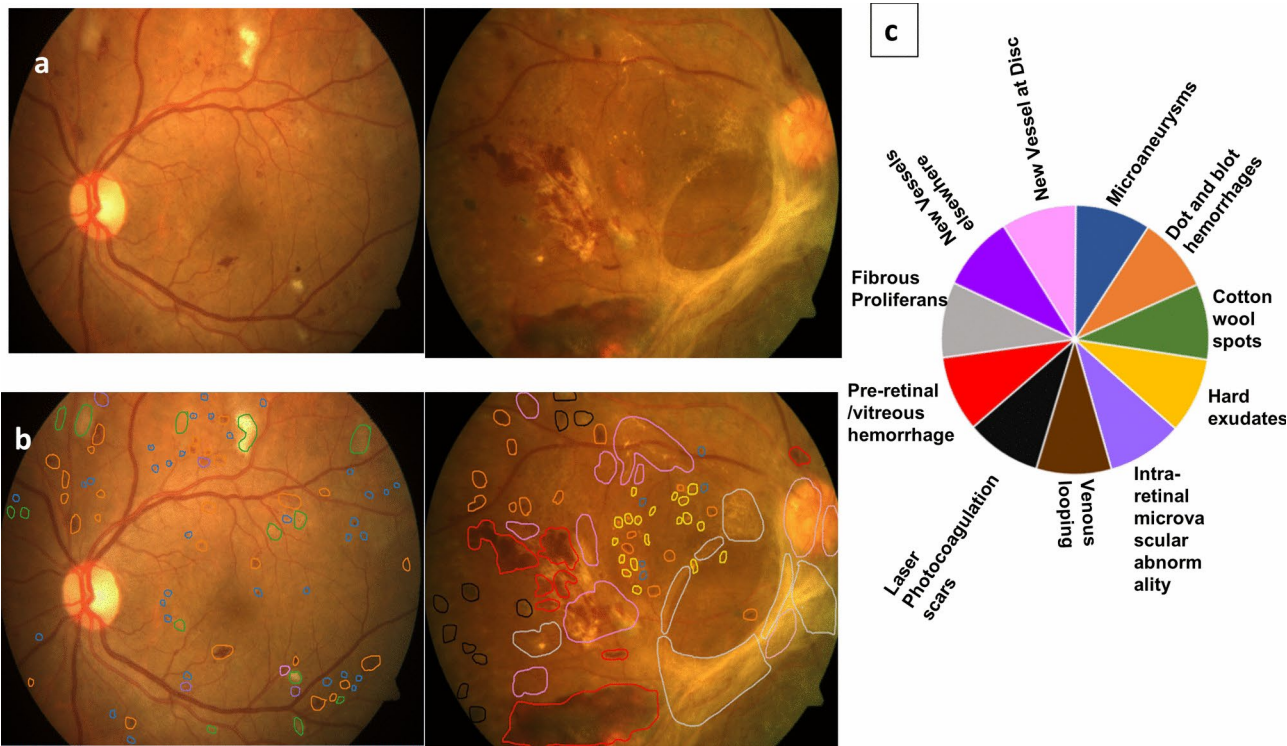 a
b
c
New Vessel at Disc
Microaneurysms
New Vessels
elsewhere
Dot and blot
hemorrhages
Fibrous
Proliferans
Cotton
wool
spots
Pre-retinal
/vitreous
hemorrhage
Hard
exudates
Laser
Photocoagulation
scars
Venous
looping
Intra-
retinal
microva
scular
abnorm
ality